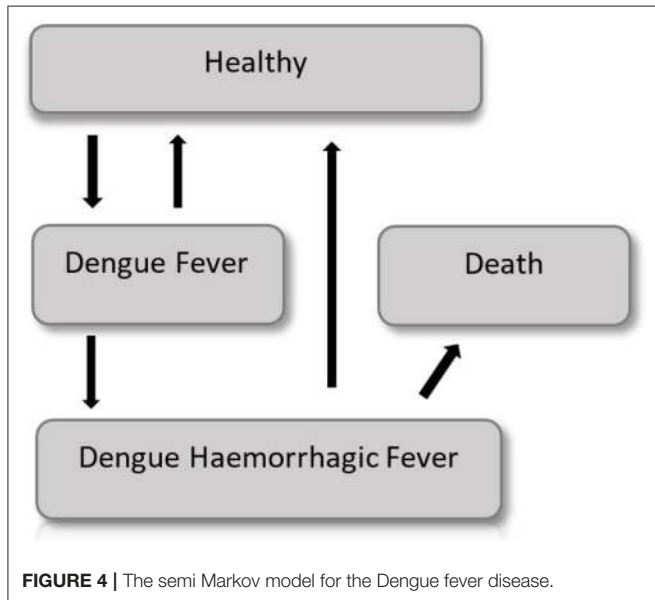 Healthy
Dengue Fever
Death
Dengue Haemorrhagic Fever
FIGURE 4 | The semi Markov model for the Dengue fever disease.